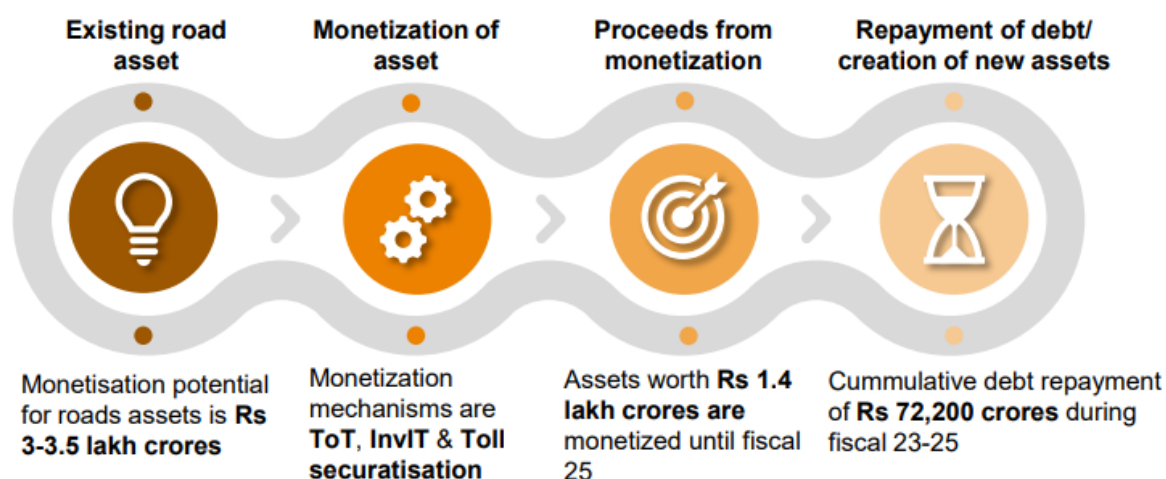 Existing road
asset
Monetization of
asset
Proceeds from
monetization
Repayment of debt/
creation of new assets
Monetisation potential
for roads assets is Rs
3-3.5 lakh crores
Monetization
mechanisms are
ToT, InvIT & Toll
securatisation
Assets worth Rs 1.4
lakh crores are
monetized until fiscal
25
Cummulative debt repayment
of Rs 72,200 crores during
fiscal 23-25